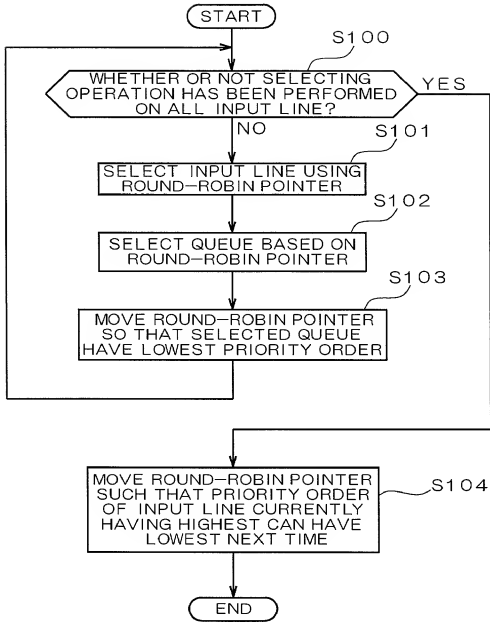 START
S100
WHETHER OR NOT SELECTING
OPERATION HAS BEEN PERFORMED
ON ALL INPUT LINE?
YES
NO
S101
SELECT INPUT LINE USING
ROUND-ROBIN POINTER
S102
SELECT QUEUE BASED ON
ROUND-ROBIN POINTER
S103
MOVE ROUND-ROBIN POINTER
SO THAT SELECTED QUEUE
HAVE LOWEST PRIORITY ORDER
MOVE ROUND-ROBIN POINTER
SUCH THAT PRIORITY ORDER
OF INPUT LINE CURRENTLY
HAVING HIGHEST CAN HAVE
LOWEST NEXT TIME
S104
END